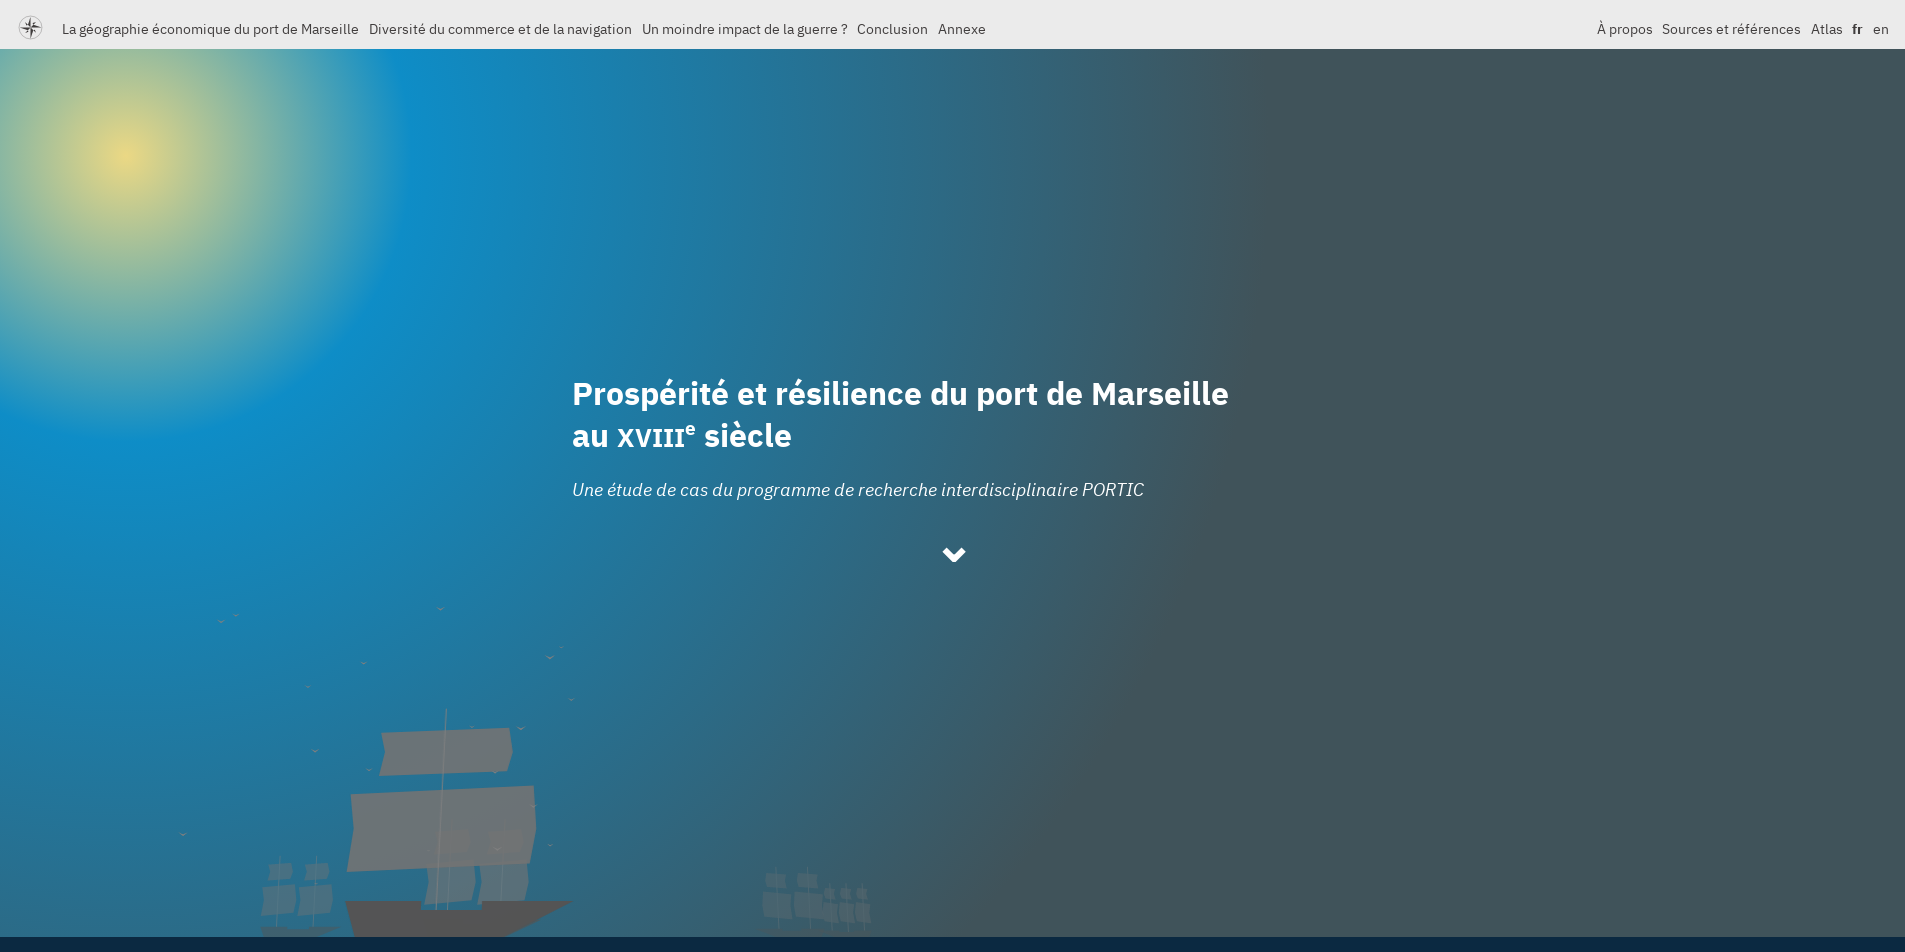 La géographie économique du port de Marseille Diversité du commerce et de la navigation Un moindre impact de la guerre ? Conclusion Annexe À propos Sources et références Atlas fr en
Prospérité et résilience du port de Marseille
au XVIIIe siècle
Une étude de cas du programme de recherche interdisciplinaire PORTIC